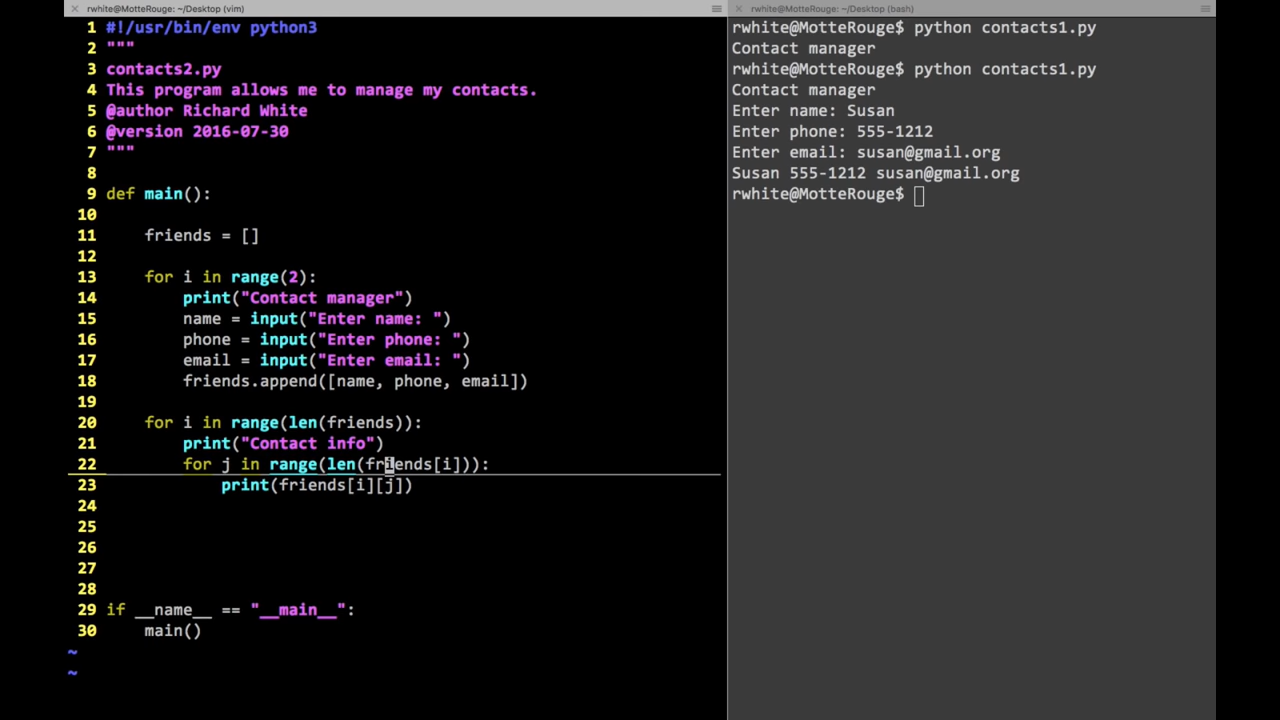 rwhite@MotteRouge: ~/Desktop (vim)
1 #!/usr/bin/env python3
2 """
3 contacts2.py
4 This program allows me to manage my contacts.
5 @author Richard White
6 @version 2016-07-30
7 """
8
9 def main():
10
11     friends = []
12
13     for i in range(2):
14         print("Contact manager")
15         name = input("Enter name: ")
16         phone = input("Enter phone: ")
17         email = input("Enter email: ")
18         friends.append([name, phone, email])
19
20     for i in range(len(friends)):
21         print("Contact info")
22         for j in range(len(friends[i])):
23             print(friends[i][j])
24
25
26
27
28
29 if __name__ == "__main__":
30     main()
~
~
rwhite@MotteRouge: ~/Desktop (bash)
rwhite@MotteRouge$ python contacts1.py
Contact manager
rwhite@MotteRouge$ python contacts1.py
Contact manager
Enter name: Susan
Enter phone: 555-1212
Enter email: susan@gmail.org
Susan 555-1212 susan@gmail.org
rwhite@MotteRouge$